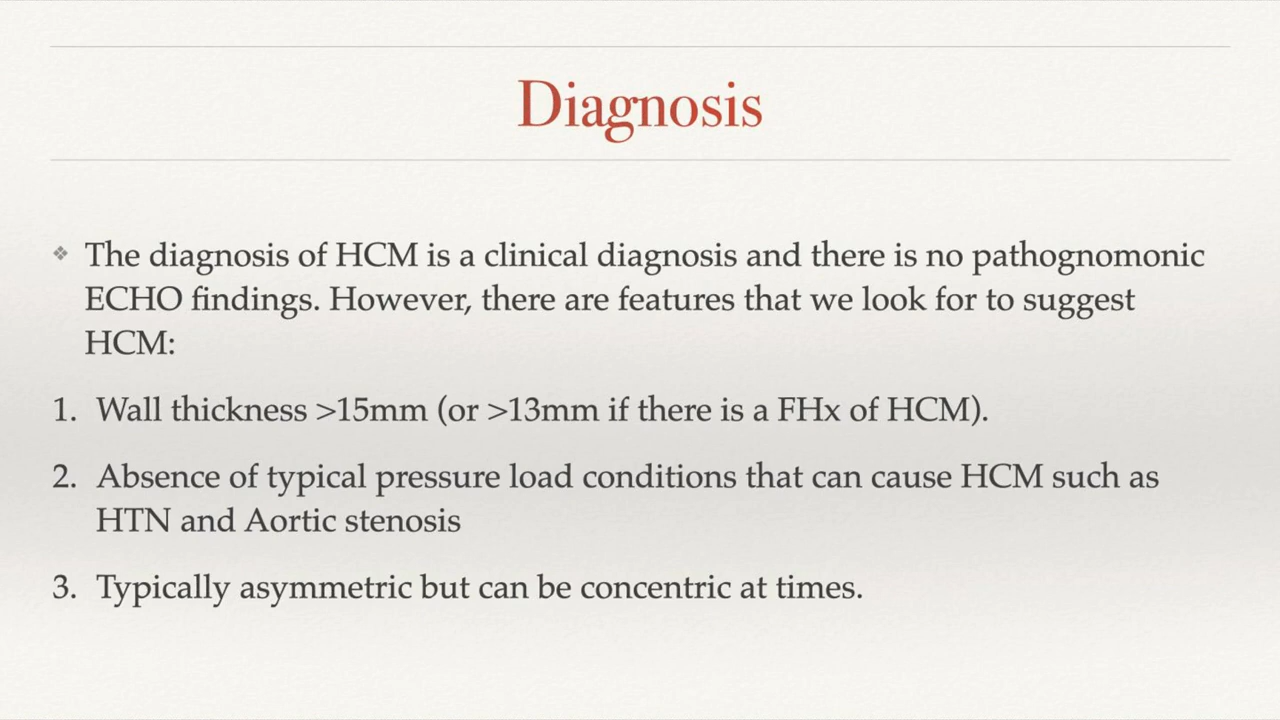 Diagnosis
❖ The diagnosis of HCM is a clinical diagnosis and there is no pathognomonic
ECHO findings. However, there are features that we look for to suggest
HCM:
1. Wall thickness >15mm (or >13mm if there is a FHx of HCM).
2. Absence of typical pressure load conditions that can cause HCM such as
HTN and Aortic stenosis
3. Typically asymmetric but can be concentric at times.